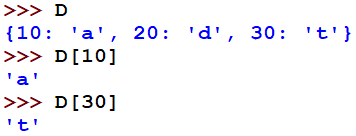 >>> D
{10: 'a', 20: 'd', 30: 't'}
>>> D[10]
'a'
>>> D[30]
't'